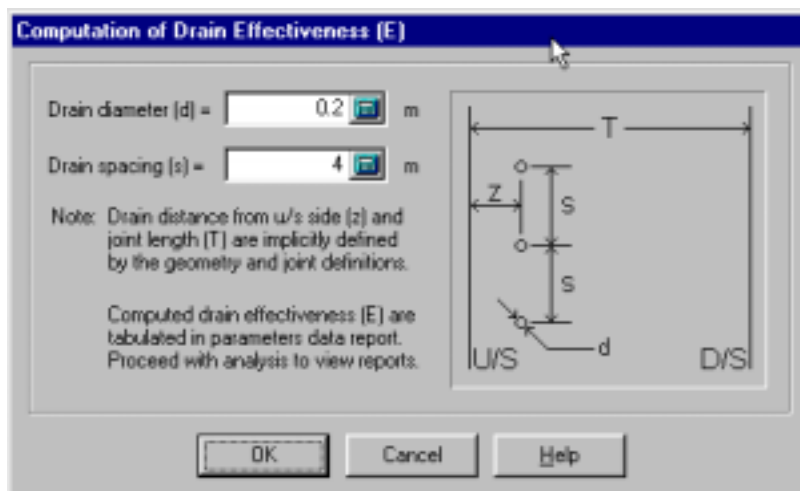 Computation of Drain Effectiveness (E)
Drain diameter (d) = 0.2 m
Drain spacing (s) = 4 m
Note: Drain distance from u/s side (z) and
joint length (T) are implicitly defined
by the geometry and joint definitions.
Computed drain effectiveness (E) are
tabulated in parameters data report.
Proceed with analysis to view reports.
T
Z
S
S
d
U/S
D/S
OK
Cancel
Help